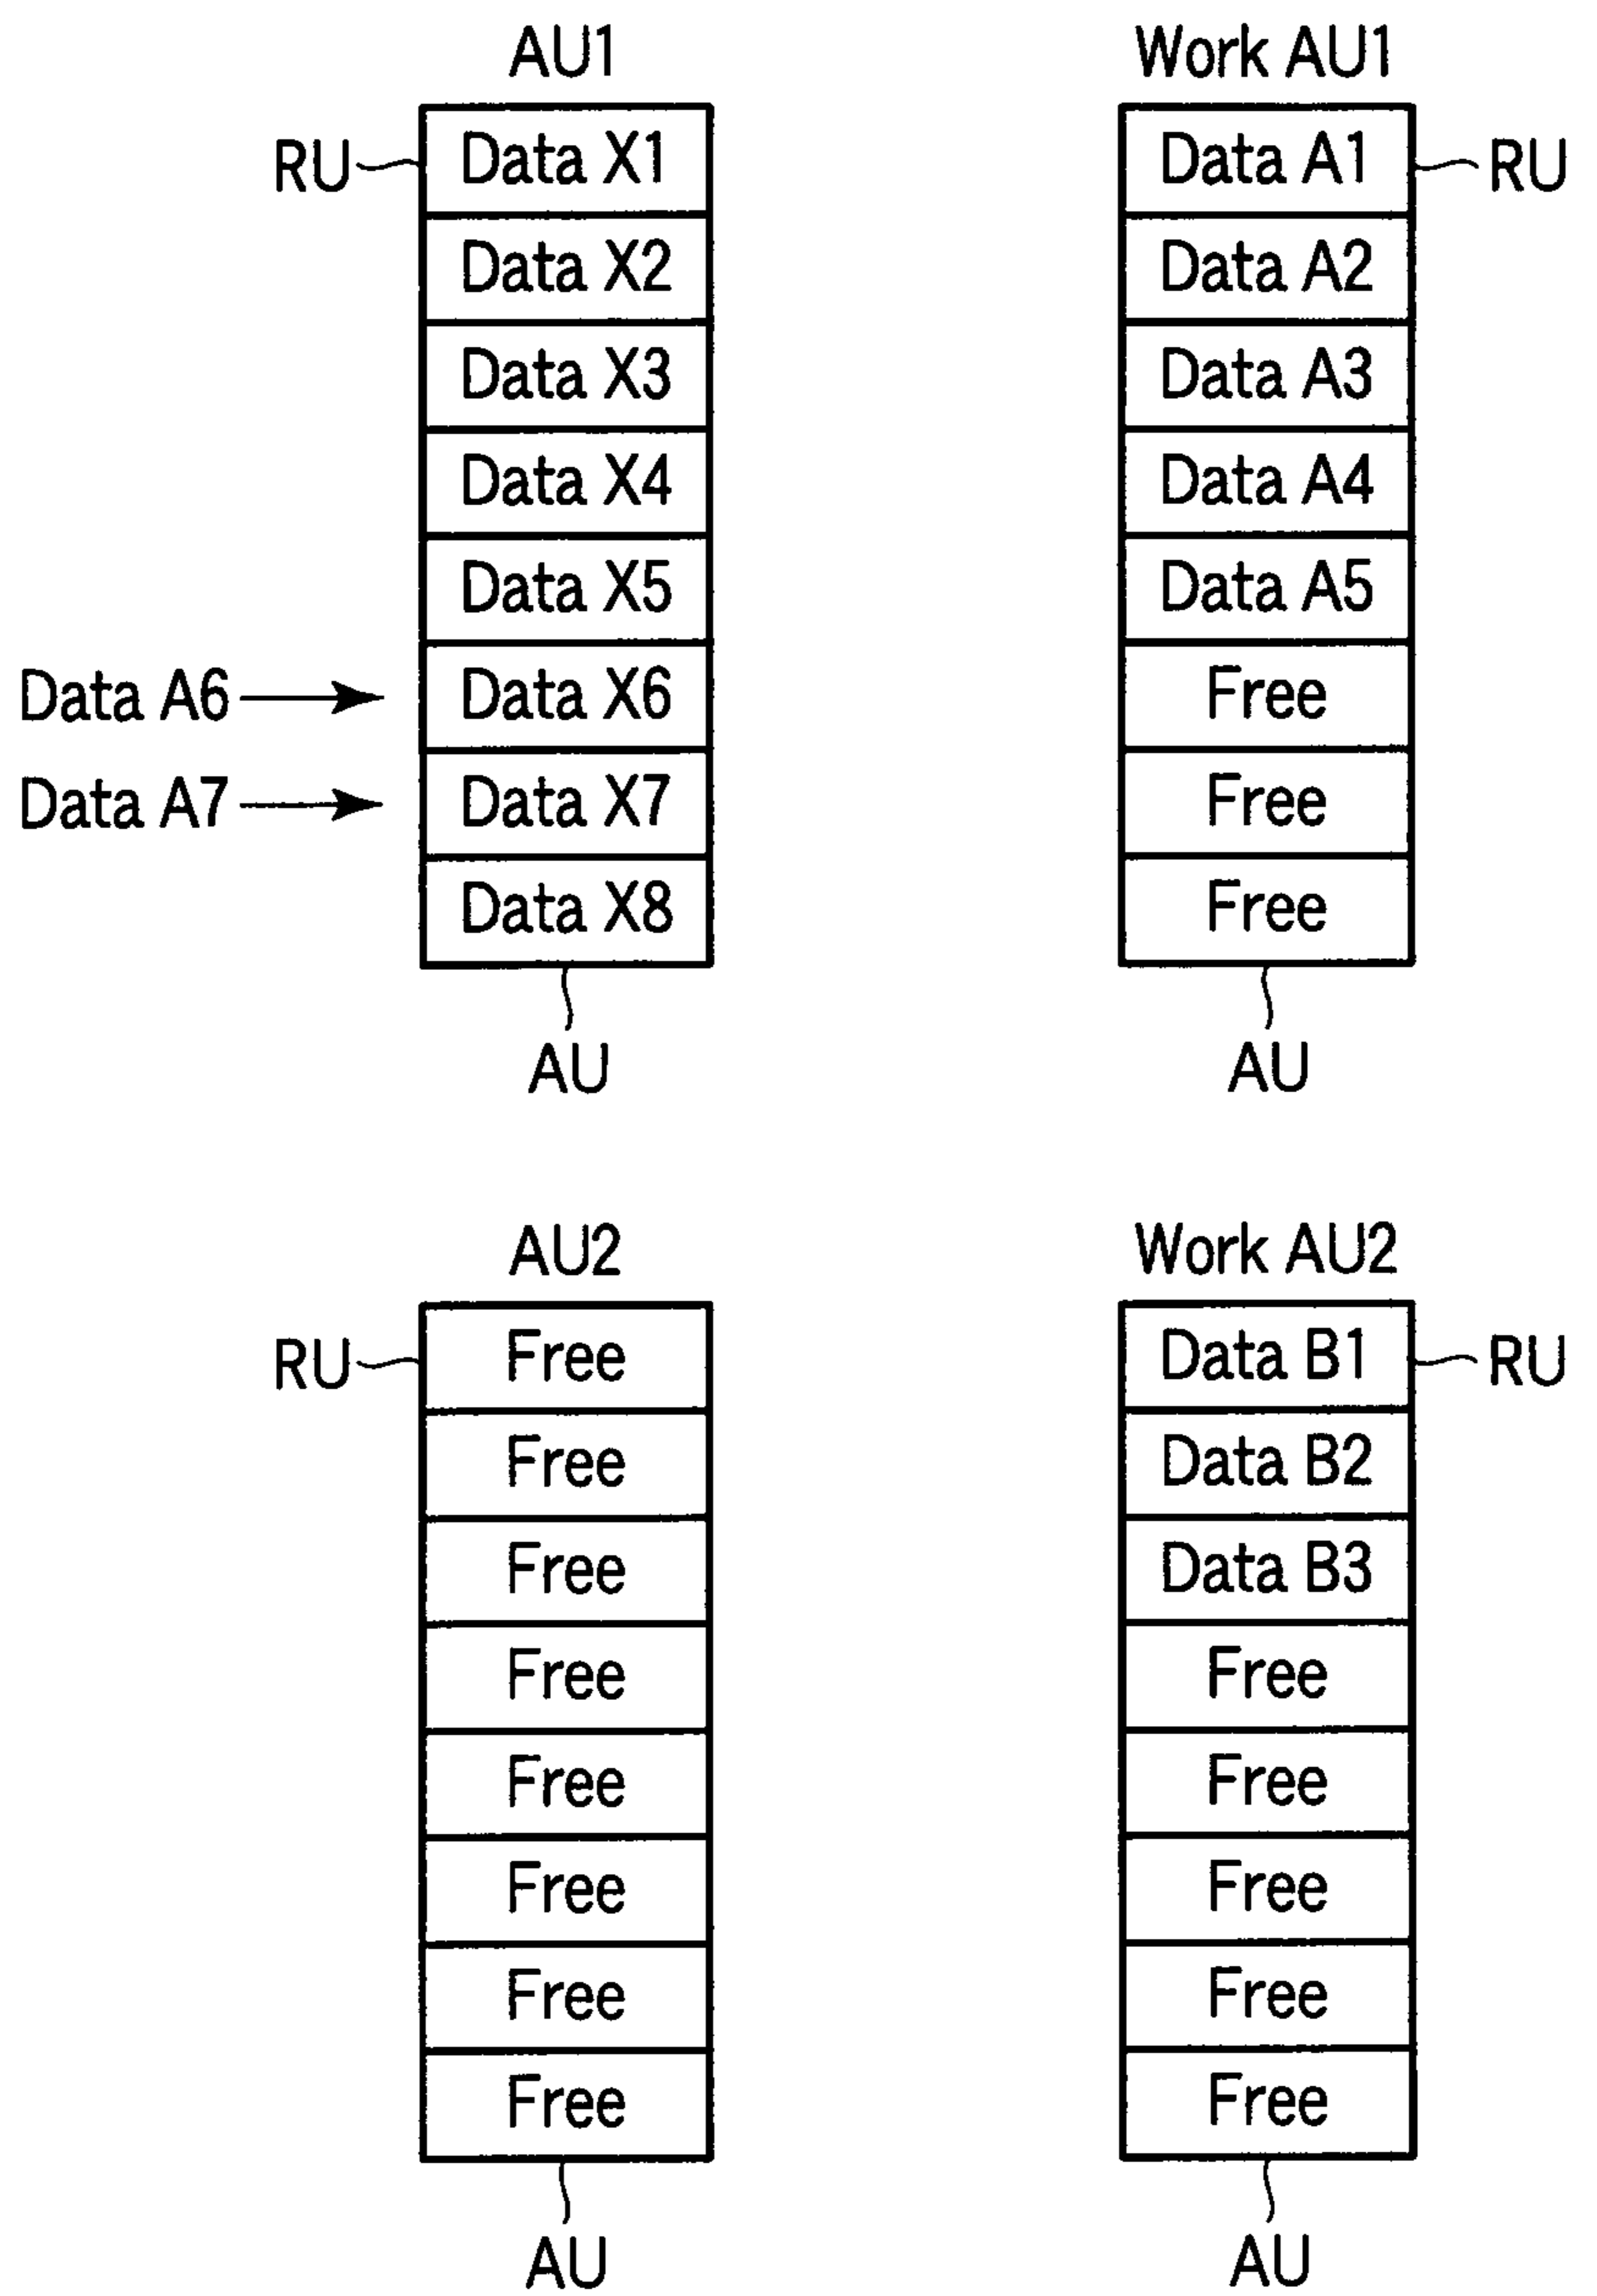 AU1
RU
Data X1
Data X2
Data X3
Data X4
Data X5
Data A6
Data X6
Data A7
Data X7
Data X8
AU
Work AU1
Data A1
RU
Data A2
Data A3
Data A4
Data A5
Free
Free
Free
AU
AU2
RU
Free
Free
Free
Free
Free
Free
Free
Free
AU
Work AU2
Data B1
RU
Data B2
Data B3
Free
Free
Free
Free
Free
AU